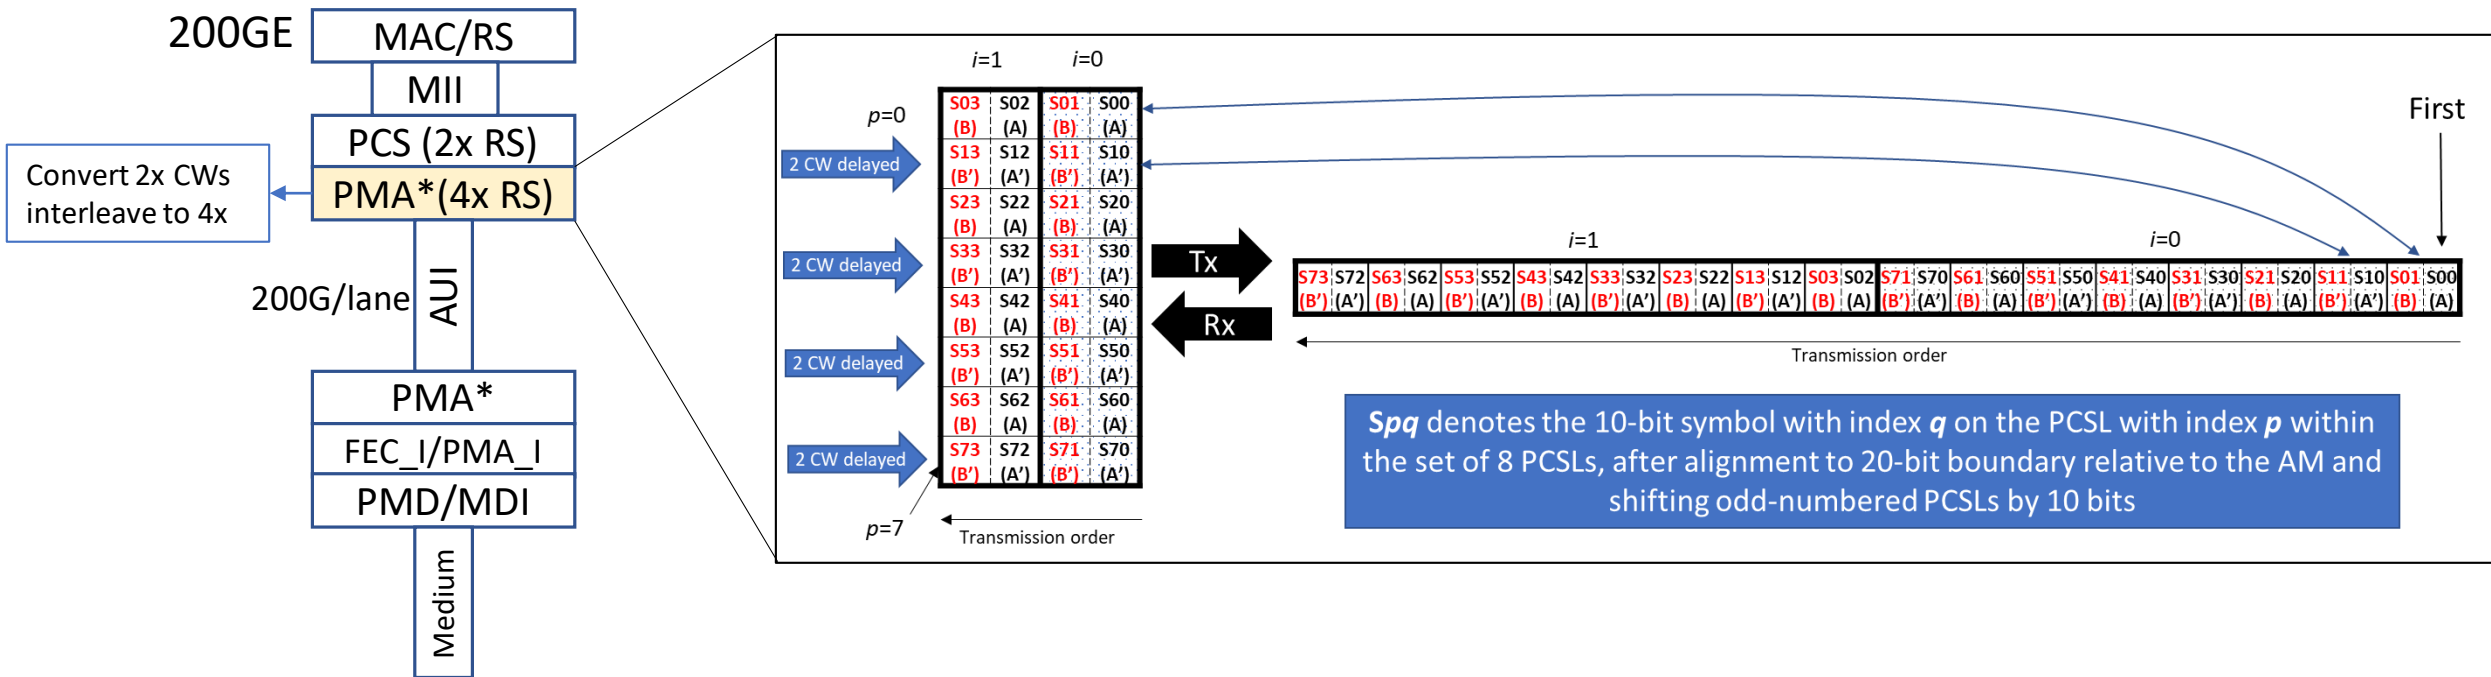 200GE
MAC/RS
MII
PCS (2x RS)
PMA*(4x RS)
Convert 2x CWs
interleave to 4x
200G/lane
AUI
PMA*
FEC_I/PMA_I
PMD/MDI
Medium
i=1 i=0
p=0
S03 S02 S01 S00
(B) (A) (B) (A)
2 CW delayed
S13 S12 S11 S10
(B’) (A’) (B’) (A’)
S23 S22 S21 S20
(B) (A) (B) (A)
2 CW delayed
S33 S32 S31 S30
(B’) (A’) (B’) (A’)
S43 S42 S41 S40
(B) (A) (B) (A)
2 CW delayed
S53 S52 S51 S50
(B’) (A’) (B’) (A’)
S63 S62 S61 S60
(B) (A) (B) (A)
2 CW delayed
S73 S72 S71 S70
(B’) (A’) (B’) (A’)
p=7
Transmission order
Tx
Rx
First
i=1 i=0
S73 S72 S63 S62 S53 S52 S43 S42 S33 S32 S23 S22 S13 S12 S03 S02 S71 S70 S61 S60 S51 S50 S41 S40 S31 S30 S21 S20 S11 S10 S01 S00
(B’) (A’) (B) (A) (B’) (A’) (B) (A) (B’) (A’) (B) (A) (B’) (A’) (B) (A) (B’) (A’) (B) (A) (B’) (A’) (B) (A) (B’) (A’) (B) (A) (B’) (A’) (B) (A)
Transmission order
Spq denotes the 10-bit symbol with index q on the PCSL with index p within
the set of 8 PCSLs, after alignment to 20-bit boundary relative to the AM and
shifting odd-numbered PCSLs by 10 bits